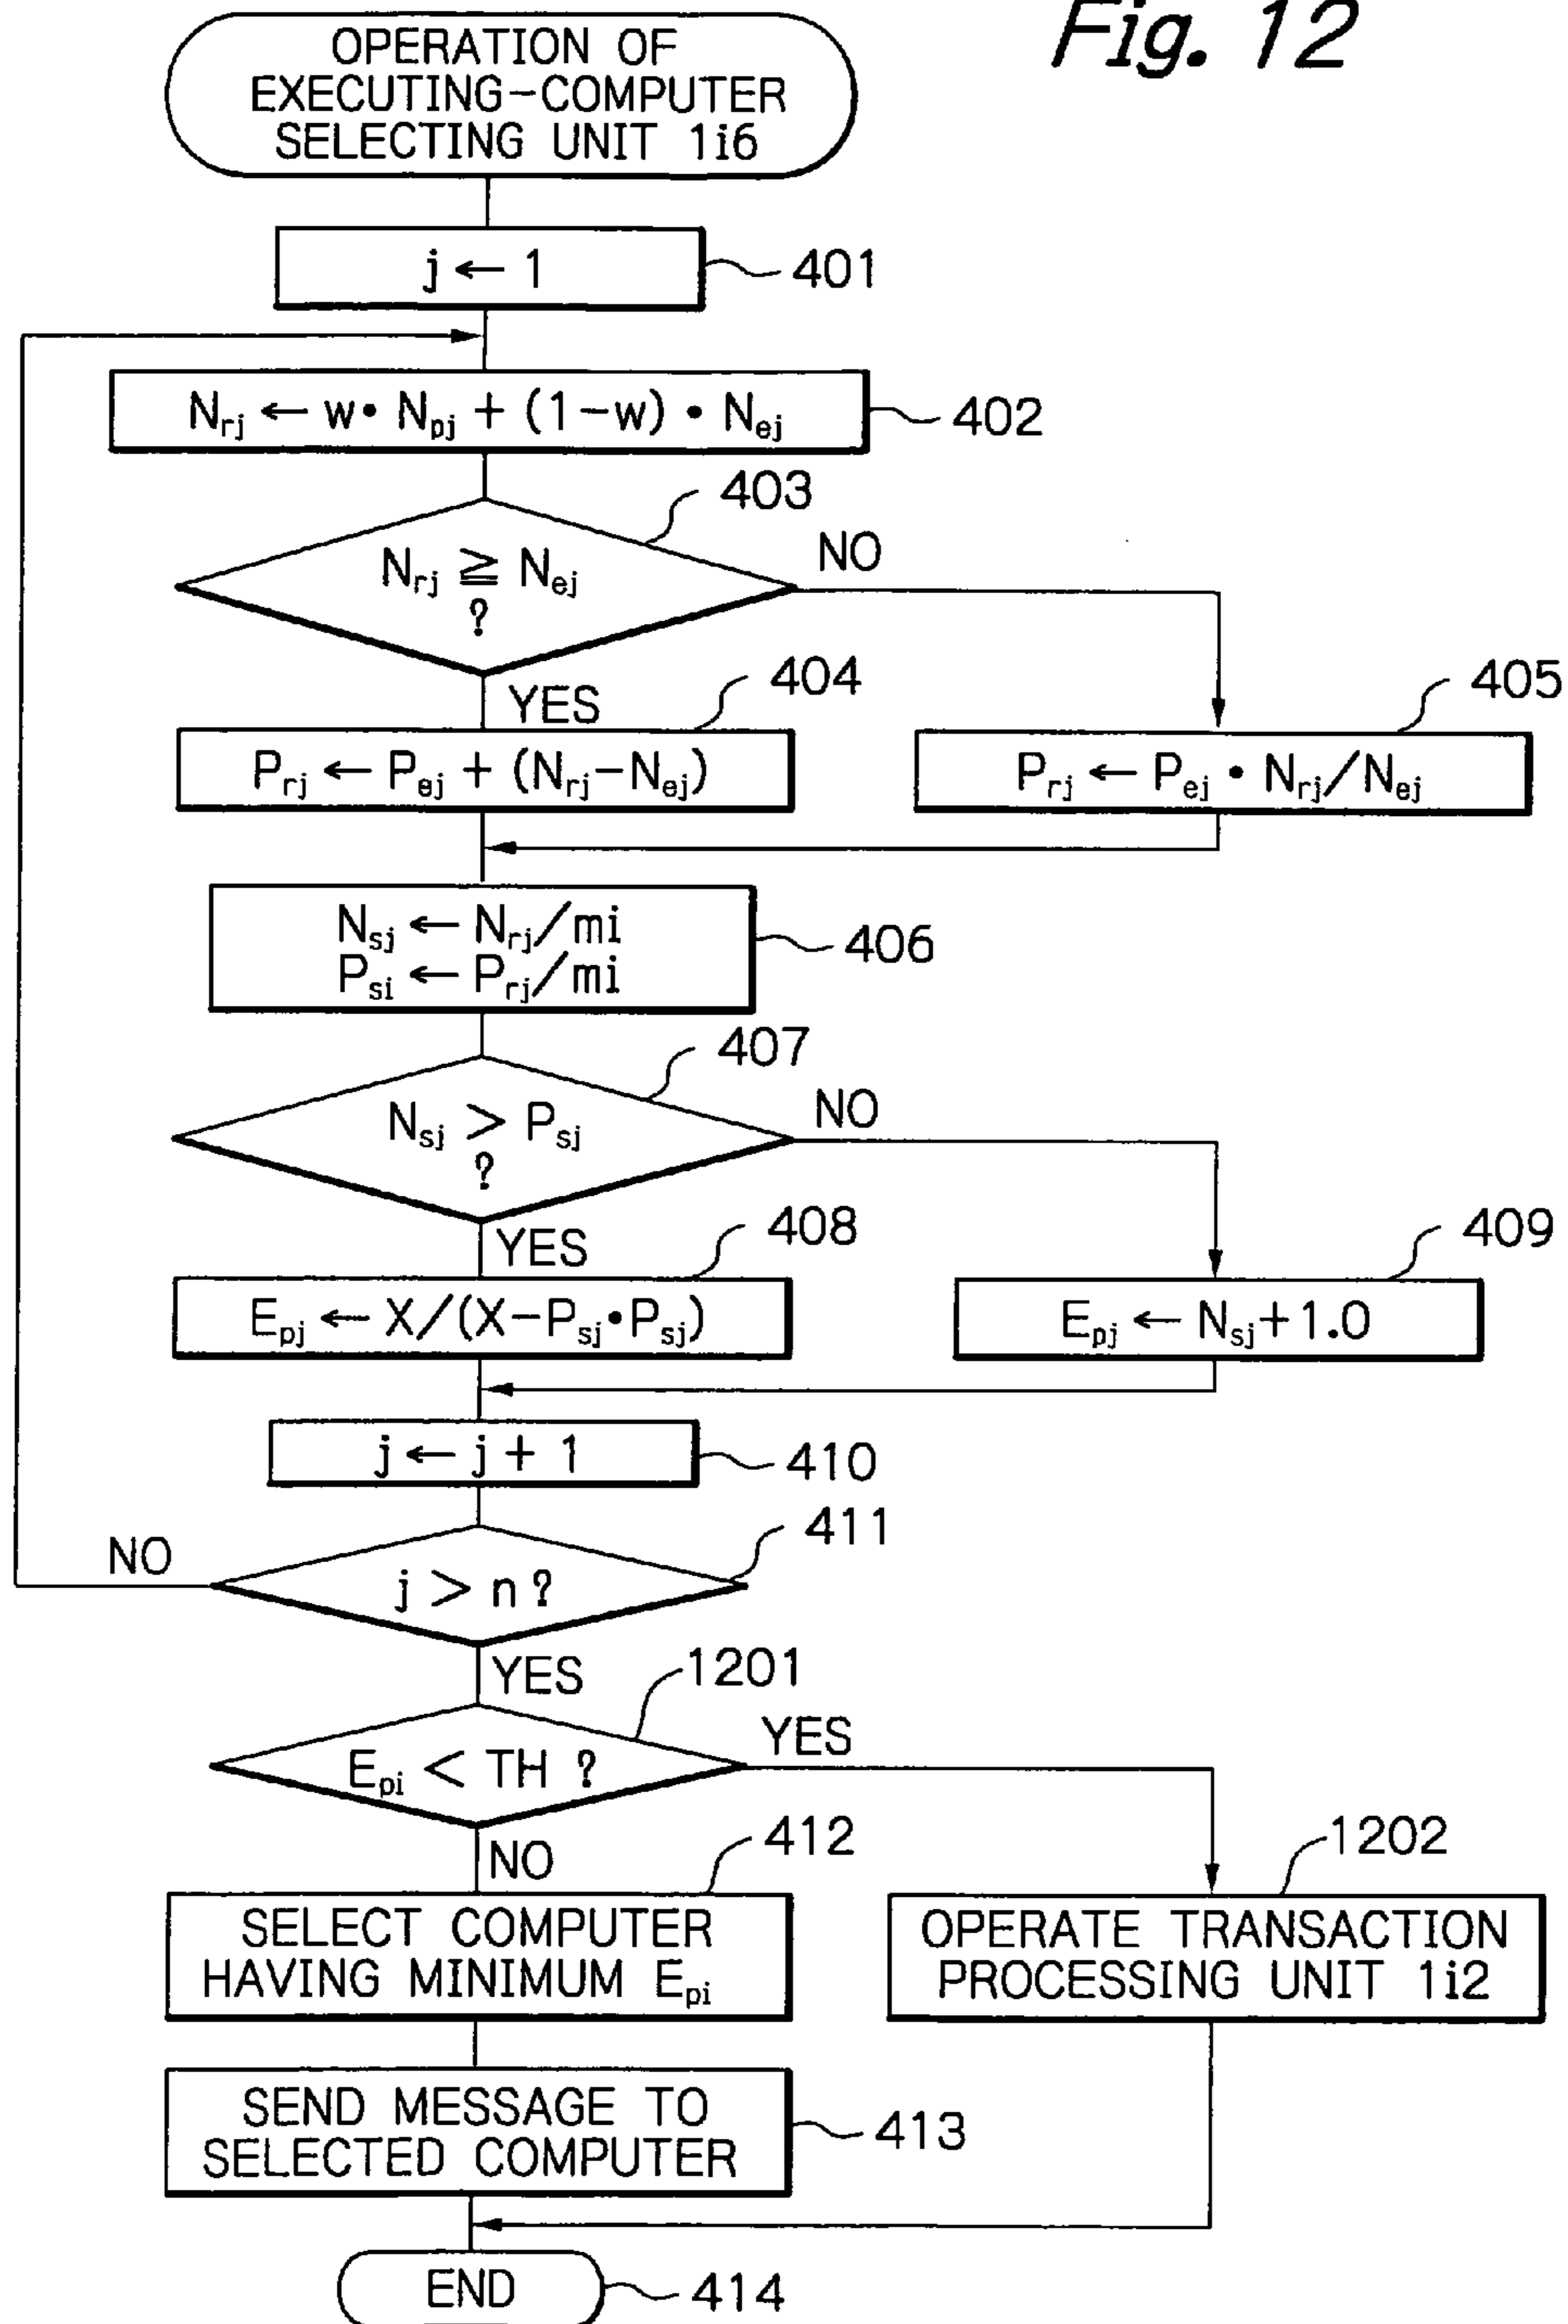 Fig. 12
OPERATION OF
EXECUTING-COMPUTER
SELECTING UNIT 1i6
j ← 1
401
N_rj ← w• N_pj + (1-w) • N_ej
402
403
N_rj ≧ N_ej
?
NO
YES
404
405
P_rj ← P_ej + (N_rj-N_ej)
P_rj ← P_ej • N_rj/N_ej
N_sj ← N_rj/mi
P_si ← P_rj/mi
406
407
N_sj > P_sj
?
NO
YES
408
409
E_pj ← X/(X-P_sj•P_sj)
E_pj ← N_sj+1.0
j ← j + 1
410
411
NO
j > n ?
YES
1201
E_pi < TH ?
YES
NO
412
1202
SELECT COMPUTER
HAVING MINIMUM E_pi
OPERATE TRANSACTION
PROCESSING UNIT 1i2
SEND MESSAGE TO
SELECTED COMPUTER
413
END
414